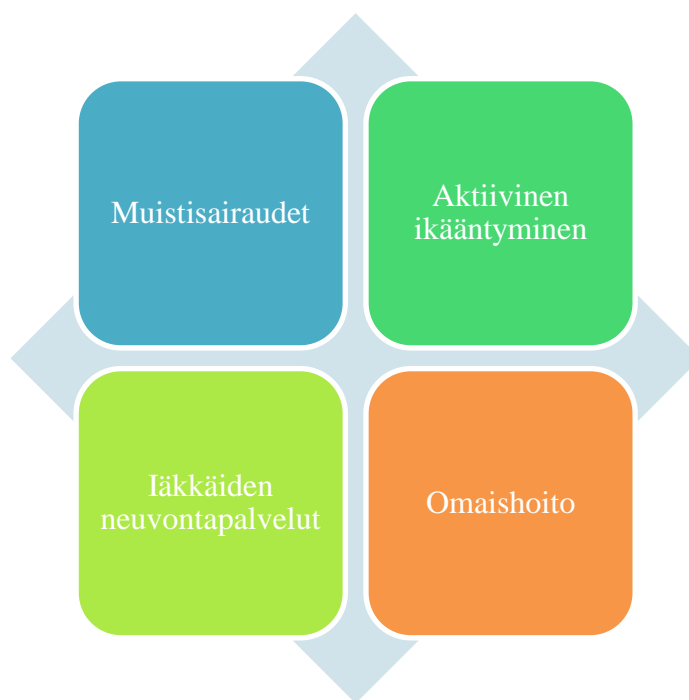 Muistisairaudet
Aktiivinen
ikääntyminen
Iäkkäiden
neuvontapalvelut
Omaishoito